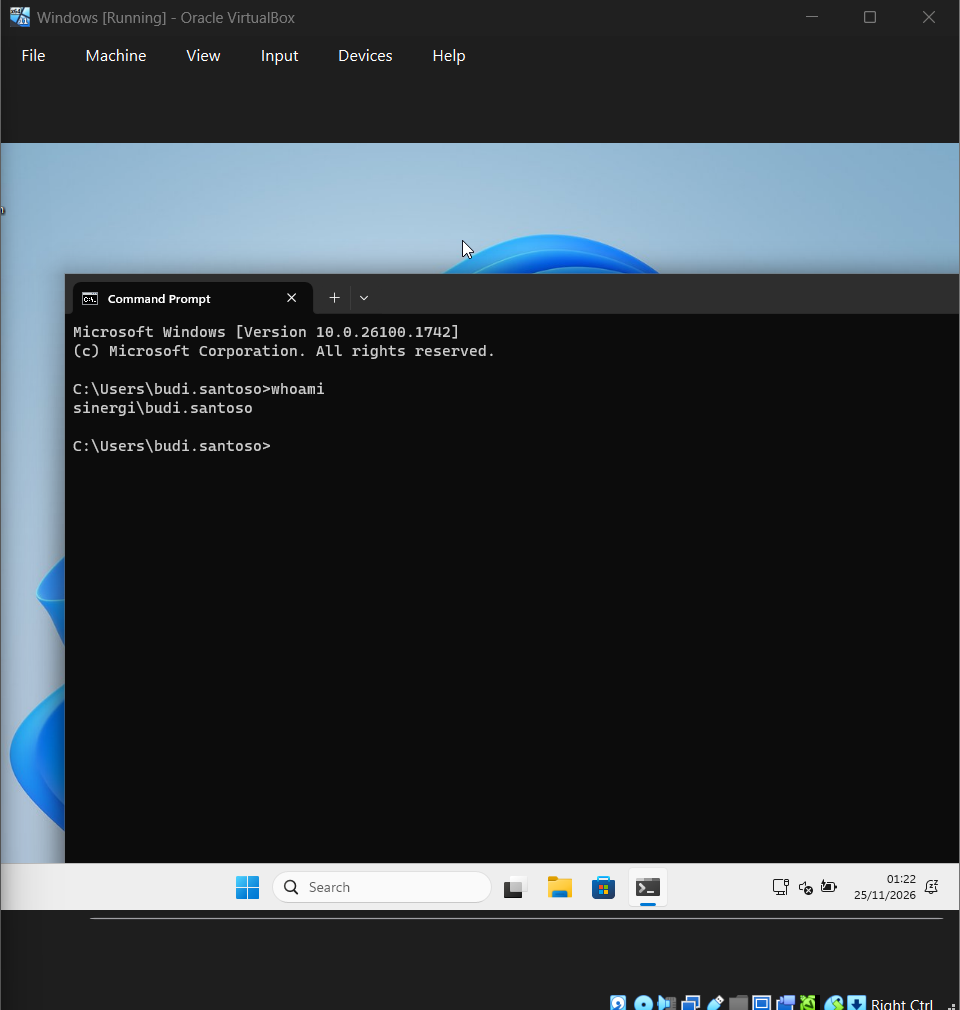 Windows [Running] - Oracle VirtualBox
File Machine View Input Devices Help
Command Prompt
Microsoft Windows [Version 10.0.26100.1742]
(c) Microsoft Corporation. All rights reserved.
C:\Users\budi.santoso>whoami
sinergi\budi.santoso
C:\Users\budi.santoso>
Search
01:22
25/11/2026
Right Ctrl